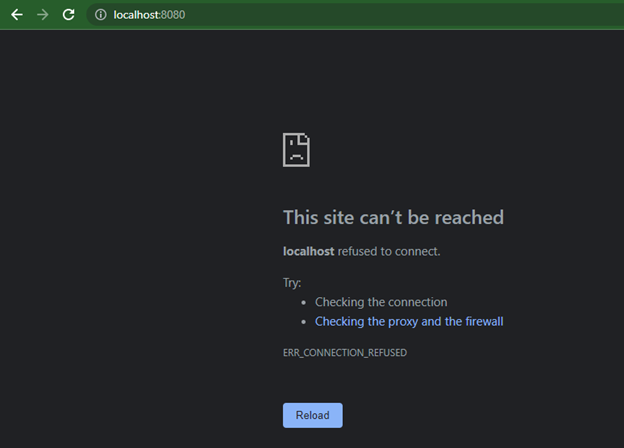 localhost:8080
This site can’t be reached
localhost refused to connect.
Try:
• Checking the connection
• Checking the proxy and the firewall
ERR_CONNECTION_REFUSED
Reload